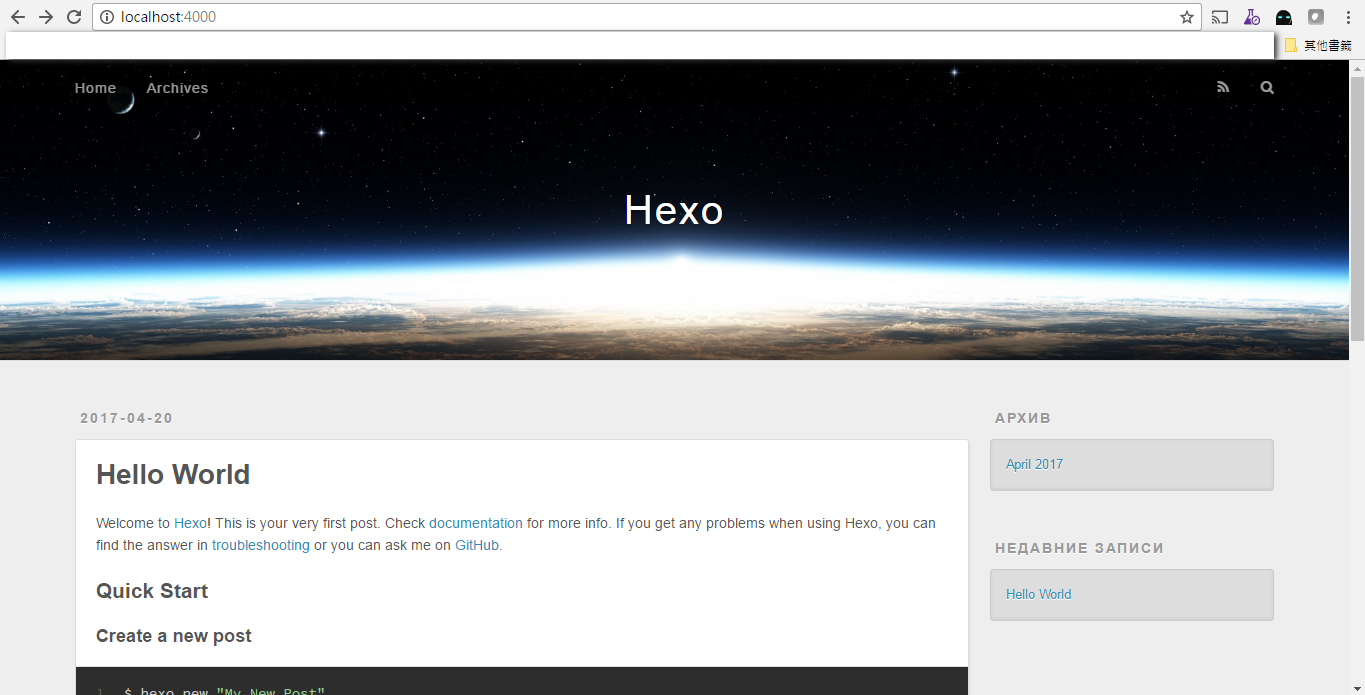 localhost:4000
其他書籤
Home Archives
Hexo
2017-04-20
Hello World
Welcome to Hexo! This is your very first post. Check documentation for more info. If you get any problems when using Hexo, you can
find the answer in troubleshooting or you can ask me on GitHub.
Quick Start
Create a new post
1 $ hexo new "My New Post"
АРХИВ
April 2017
НЕДАВНИЕ ЗАПИСИ
Hello World